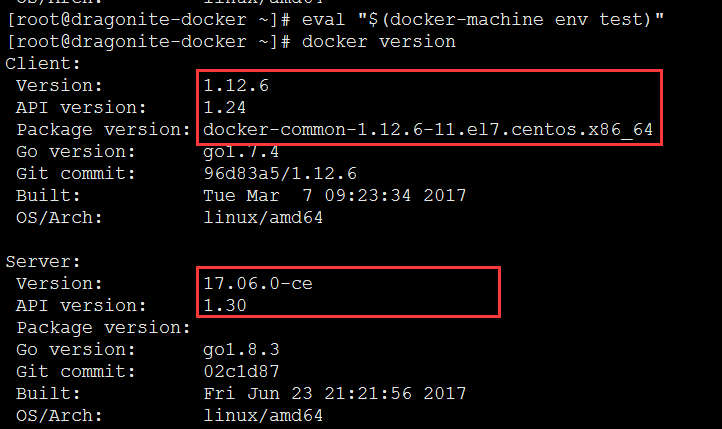 OS/Arch: linux/amd64
[root@dragonite-docker ~]# eval "$(docker-machine env test)"
[root@dragonite-docker ~]# docker version
Client:
 Version: 1.12.6
 API version: 1.24
 Package version: docker-common-1.12.6-11.el7.centos.x86_64
 Go version: go1.7.4
 Git commit: 96d83a5/1.12.6
 Built: Tue Mar  7 09:23:34 2017
 OS/Arch: linux/amd64

Server:
 Version: 17.06.0-ce
 API version: 1.30
 Package version:
 Go version: go1.8.3
 Git commit: 02c1d87
 Built: Fri Jun 23 21:21:56 2017
 OS/Arch: linux/amd64